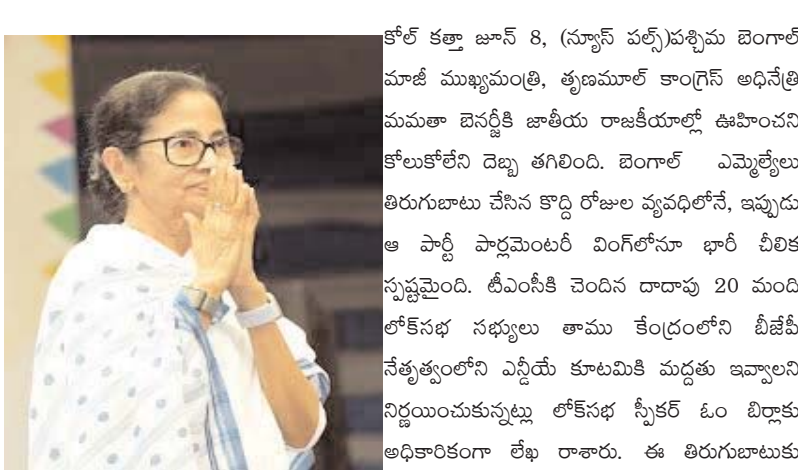 కోల్ కత్తా జూన్ 8, (న్యూస్ పల్స్)పశ్చిమ బెంగాల్
మాజీ ముఖ్యమంత్రి, తృణమూల్ కాంగ్రెస్ అధినేత్రి
మమతా బెనర్జీకి జాతీయ రాజకీయాల్లో ఊహించని
కోలుకోలేని దెబ్బ తగిలింది. బెంగాల్ ఎమ్మెల్యేలు
తిరుగుబాటు చేసిన కొద్ది రోజుల వ్యవధిలోనే, ఇప్పుడు
ఆ పార్టీ పార్లమెంటరీ వింగ్‌లోనూ భారీ చీలిక
స్పష్టమైంది. టీఎంసీకి చెందిన దాదాపు 20 మంది
లోక్‌సభ సభ్యులు తాము కేంద్రంలోని బీజేపీ
నేతృత్వంలోని ఎన్డీయే కూటమికి మద్దతు ఇవ్వాలని
నిర్ణయించుకున్నట్లు లోక్‌సభ స్పీకర్ ఓం బిర్లాకు
అధికారికంగా లేఖ రాశారు. ఈ తిరుగుబాటుకు